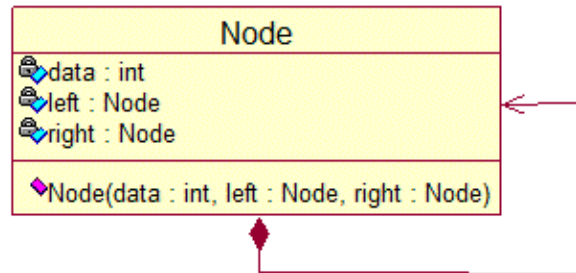 Node
data : int
left : Node
right : Node
Node(data : int, left : Node, right : Node)